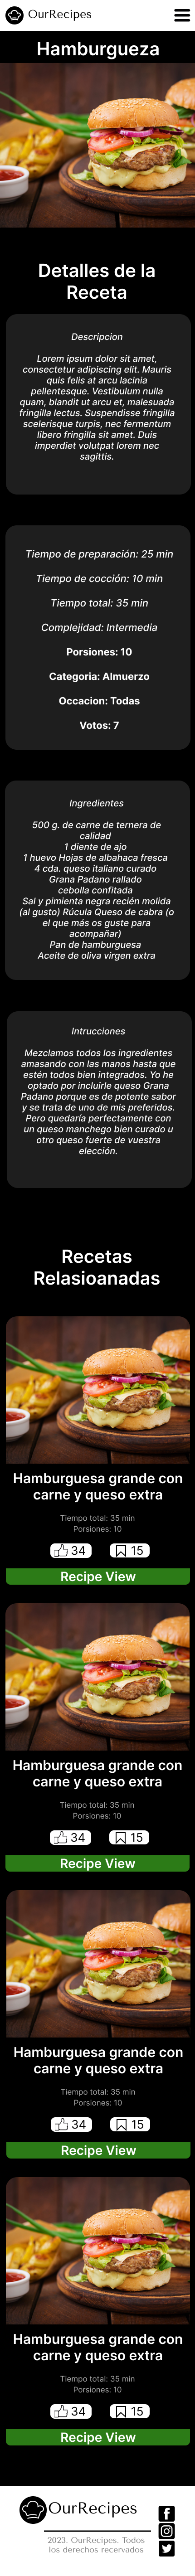 OurRecipes
Hamburgueza
Detalles de la
Receta
Descripcion
Lorem ipsum dolor sit amet,
consectetur adipiscing elit. Mauris
quis felis at arcu lacinia
pellentesque. Vestibulum nulla
quam, blandit ut arcu et, malesuada
fringilla lectus. Suspendisse fringilla
scelerisque turpis, nec fermentum
libero fringilla sit amet. Duis
imperdiet volutpat lorem nec
sagittis.
Tiempo de preparación: 25 min
Tiempo de cocción: 10 min
Tiempo total: 35 min
Complejidad: Intermedia
Porsiones: 10
Categoria: Almuerzo
Occacion: Todas
Votos: 7
Ingredientes
500 g. de carne de ternera de
calidad
1 diente de ajo
1 huevo Hojas de albahaca fresca
4 cda. queso italiano curado
Grana Padano rallado
cebolla confitada
Sal y pimienta negra recién molida
(al gusto) Rúcula Queso de cabra (o
el que más os guste para
acompañar)
Pan de hamburguesa
Aceite de oliva virgen extra
Intrucciones
Mezclamos todos los ingredientes
amasando con las manos hasta que
estén todos bien integrados. Yo he
optado por incluirle queso Grana
Padano porque es de potente sabor
y se trata de uno de mis preferidos.
Pero quedaría perfectamente con
un queso manchego bien curado u
otro queso fuerte de vuestra
elección.
Recetas
Relasioanadas
Hamburguesa grande con
carne y queso extra
Tiempo total: 35 min
Porsiones: 10
34 15
Recipe View
Hamburguesa grande con
carne y queso extra
Tiempo total: 35 min
Porsiones: 10
34 15
Recipe View
Hamburguesa grande con
carne y queso extra
Tiempo total: 35 min
Porsiones: 10
34 15
Recipe View
Hamburguesa grande con
carne y queso extra
Tiempo total: 35 min
Porsiones: 10
34 15
Recipe View
OurRecipes
2023. OurRecipes. Todos
los derechos recervados